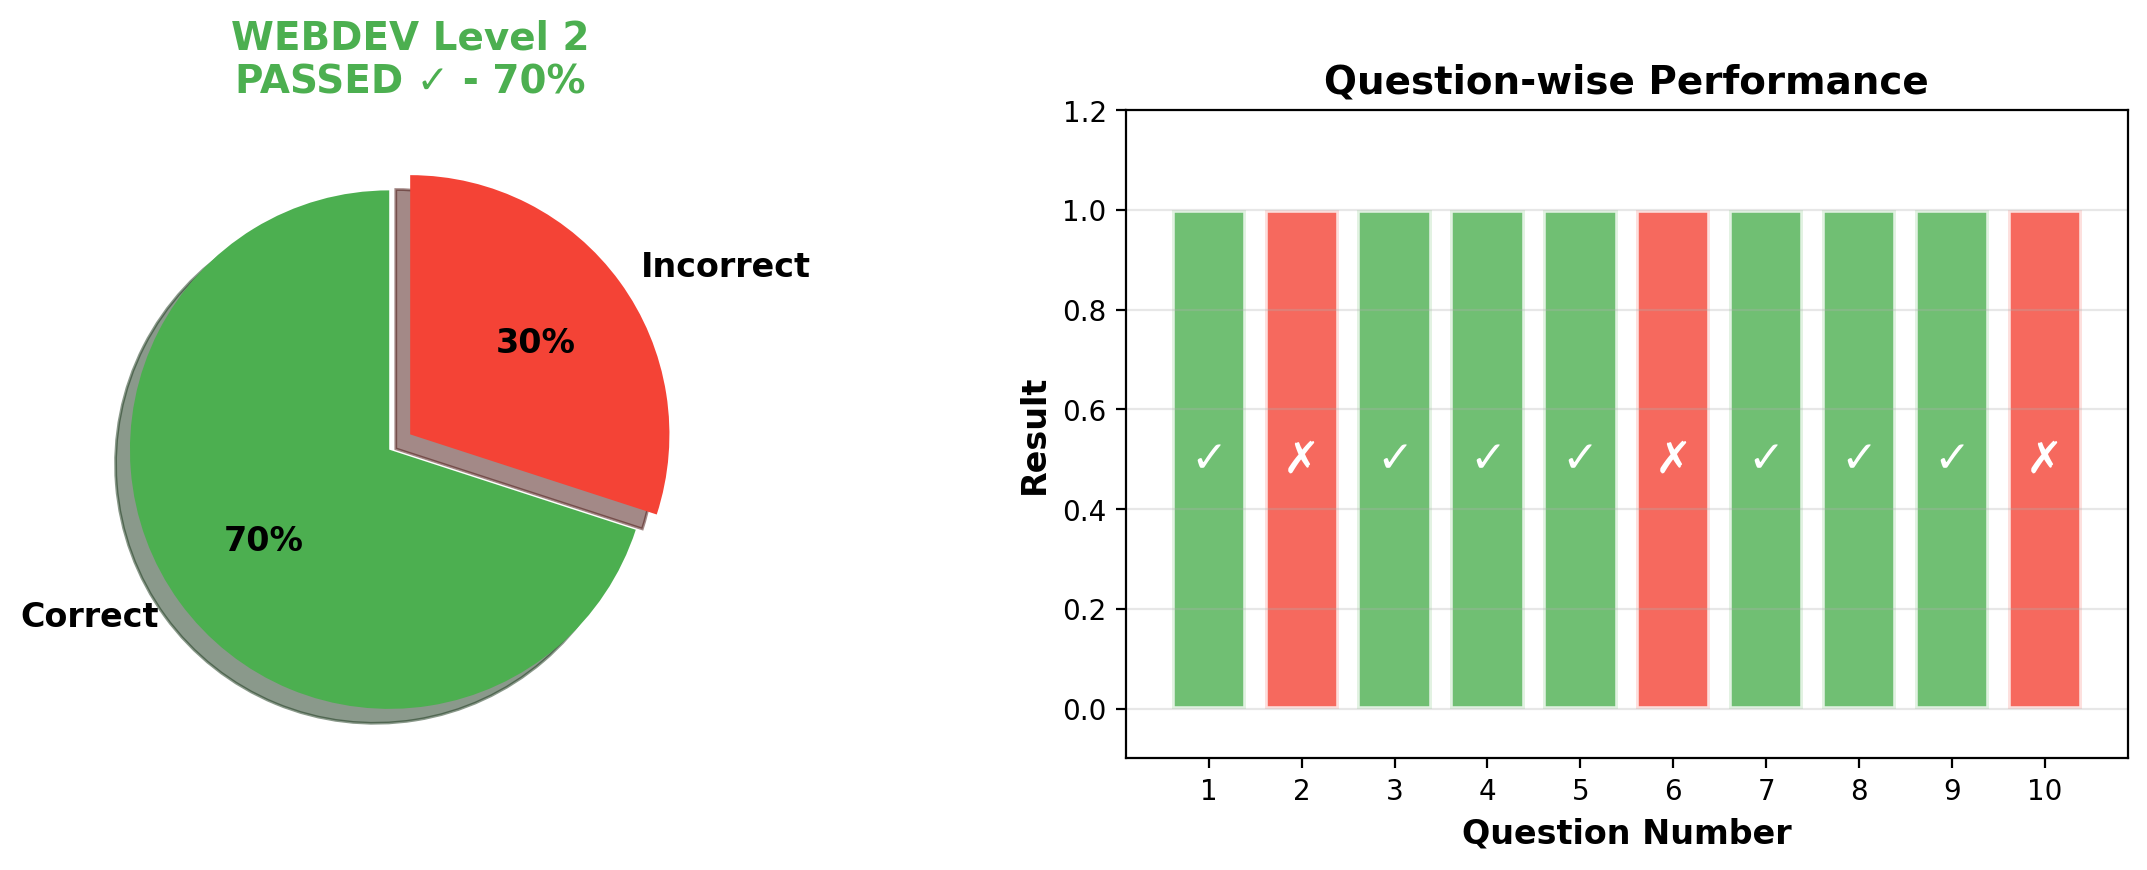 WEBDEV Level 2
PASSED ✓ - 70%
Incorrect
30%
70%
Correct
Question-wise Performance
1.2
1.0
0.8
0.6
0.4
0.2
0.0
Result
✓ ✗ ✓ ✓ ✓ ✗ ✓ ✓ ✓ ✗
1 2 3 4 5 6 7 8 9 10
Question Number